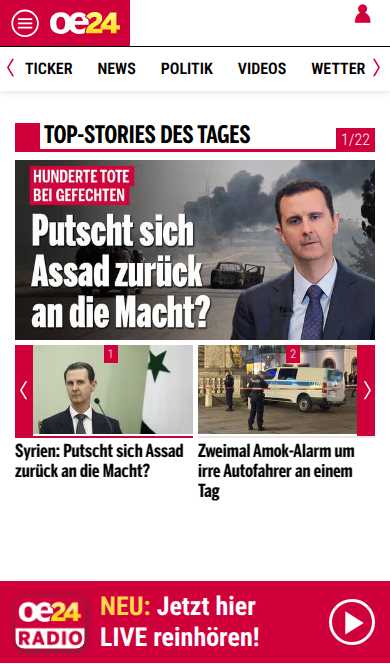 oe24
TICKER NEWS POLITIK VIDEOS WETTER
TOP-STORIES DES TAGES
1/22
HUNDERTE TOTE
BEI GEFECHTEN
Putscht sich
Assad zurück
an die Macht?
1
2
Syrien: Putscht sich Assad
zurück an die Macht?
Zweimal Amok-Alarm um
irre Autofahrer an einem
Tag
oe24
RADIO
NEU: Jetzt hier
LIVE reinhören!